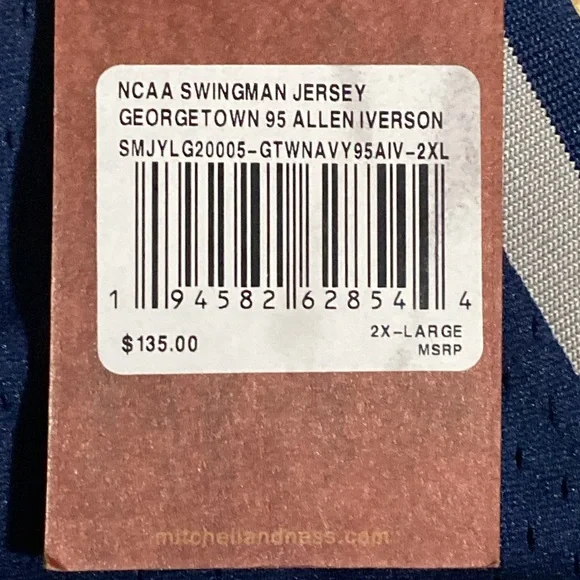 NCAA SWINGMAN JERSEY
GEORGETOWN 95 ALLEN IVERSON
SMJYLG20005-GTWNAVY95AIV-2XL
1 94582 62854 4
$135.00
2X-LARGE
MSRP
mitchellandness.com